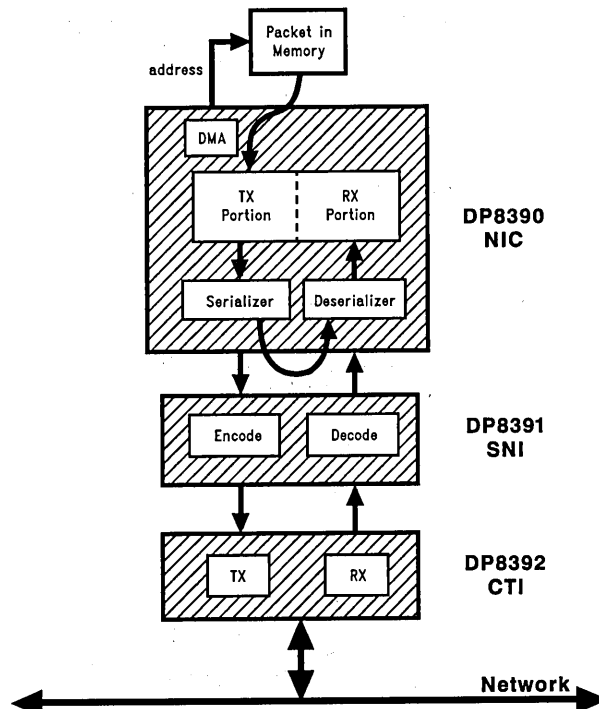 Packet in
Memory
address
DMA
TX
Portion
RX
Portion
DP8390
NIC
Serializer
Deserializer
Encode
Decode
DP8391
SNI
TX
RX
DP8392
CTI
Network